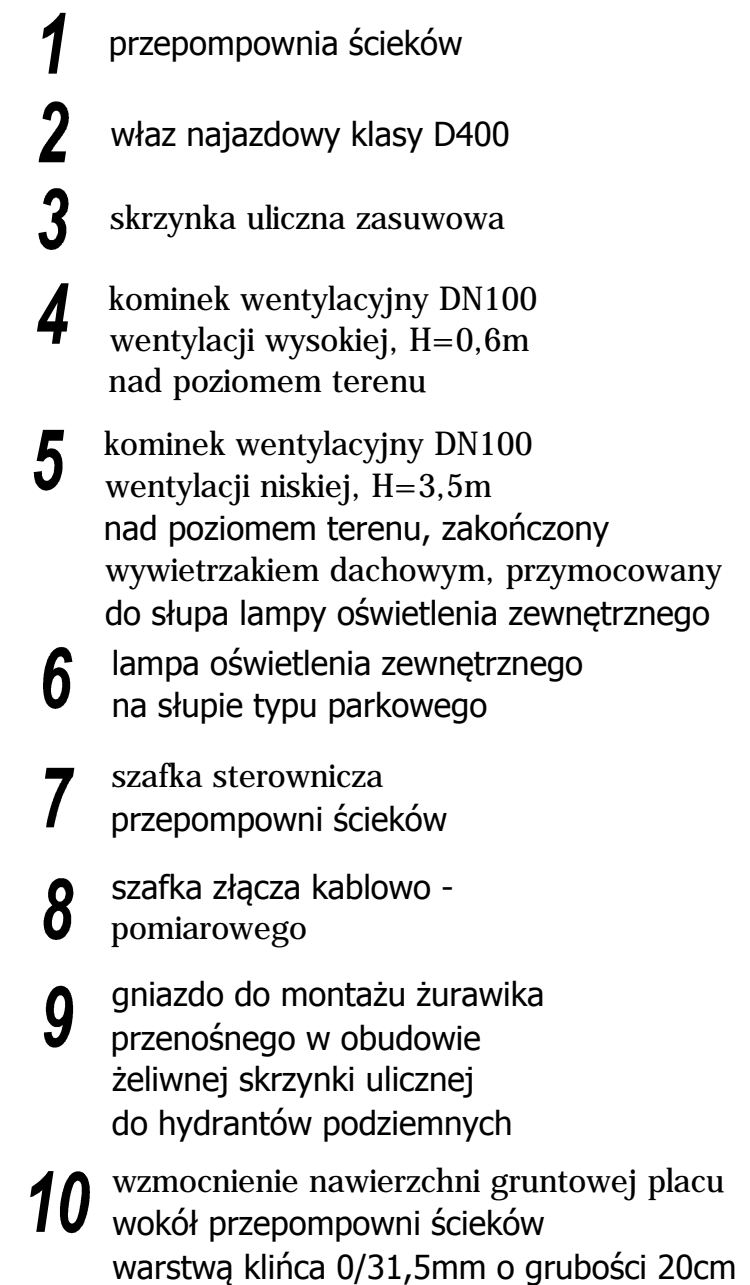 1 przepompownia ścieków
2 właz najazdowy klasy D400
3 skrzynka uliczna zasuwowa
4 kominek wentylacyjny DN100
wentylacji wysokiej, H=0,6m
nad poziomem terenu
5 kominek wentylacyjny DN100
wentylacji niskiej, H=3,5m
nad poziomem terenu, zakończony
wywietrzakiem dachowym, przymocowany
do słupa lampy oświetlenia zewnętrznego
6 lampa oświetlenia zewnętrznego
na słupie typu parkowego
7 szafka sterownicza
przepompowni ścieków
8 szafka złącza kablowo -
pomiarowego
9 gniazdo do montażu żurawika
przenośnego w obudowie
żeliwnej skrzynki ulicznej
do hydrantów podziemnych
10 wzmocnienie nawierzchni gruntowej placu
wokół przepompowni ścieków
warstwą klińca 0/31,5mm o grubości 20cm